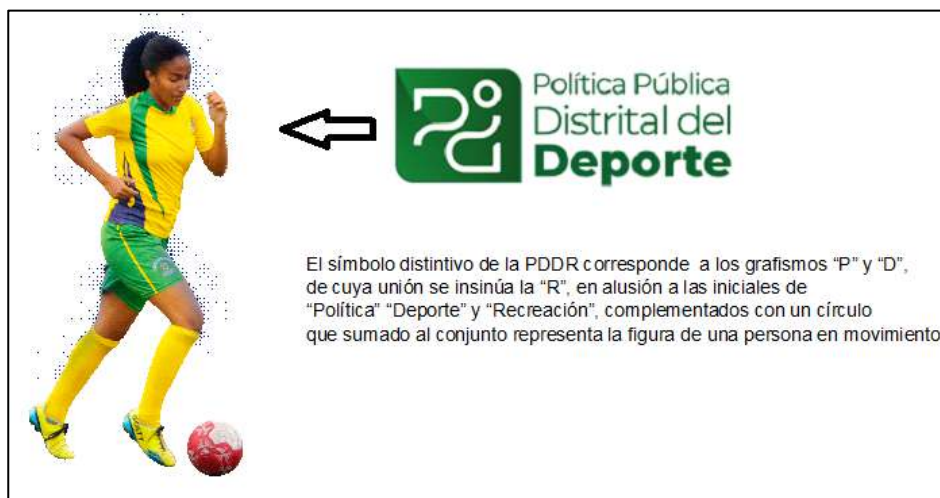 Política Pública
Distrital del
Deporte
El símbolo distintivo de la PDDR corresponde a los grafismos “P” y “D”,
de cuya unión se insinúa la “R”, en alusión a las iniciales de
“Política” “Deporte” y “Recreación”, complementados con un círculo
que sumado al conjunto representa la figura de una persona en movimiento